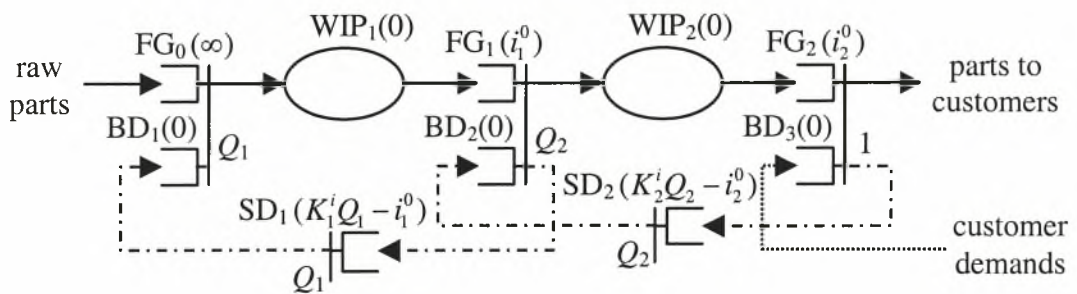 WIP₁(0)
WIP₂(0)
FG₀(∞)
FG₁(i₁⁰)
FG₂(i₂⁰)
raw
parts
parts to
customers
BD₁(0)
Q₁
BD₂(0)
Q₂
BD₃(0)
1
SD₁(K₁ⁱQ₁ – i₁⁰)
SD₂(K₂ⁱQ₂ – i₂⁰)
Q₁
Q₂
customer
demands